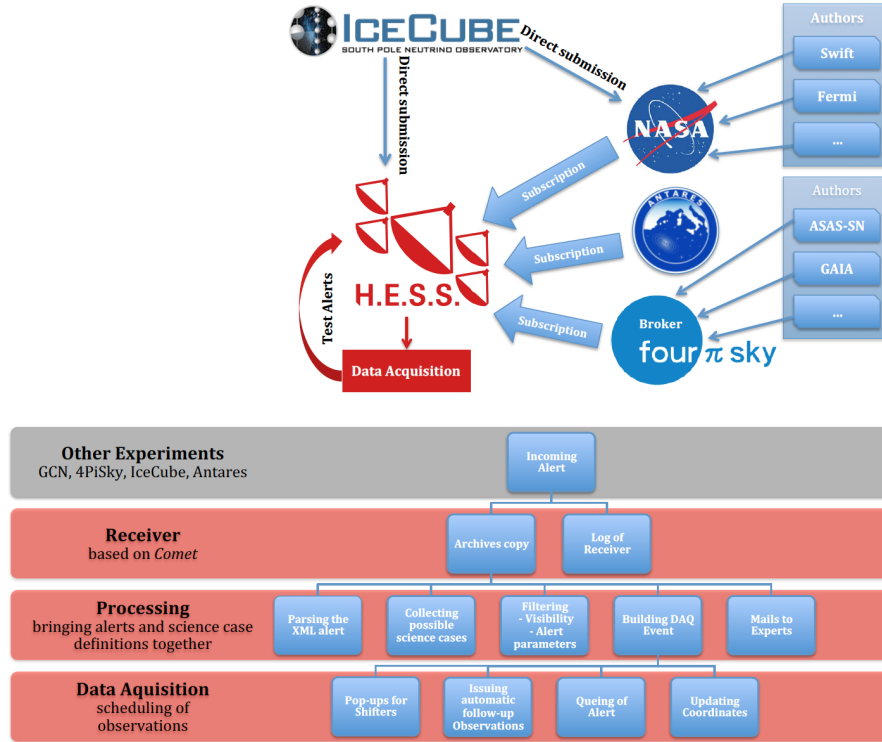 ICECUBE
SOUTH POLE NEUTRINO OBSERVATORY
Direct submission
Direct submission
NASA
Authors
Swift
Fermi
...
Subscription
ANTARES
Subscription
Authors
ASAS-SN
GAIA
...
H.E.S.S.
Subscription
Broker
four π sky
Test Alerts
Data Acquisition
Other Experiments
GCN, 4PiSky, IceCube, Antares
Incoming
Alert
Receiver
based on Comet
Archives copy
Log of
Receiver
Processing
bringing alerts and science case
definitions together
Parsing the
XML alert
Collecting
possible
science cases
Filtering
- Visibility
- Alert
parameters
Building DAQ
Event
Mails to
Experts
Data Aquisition
scheduling of
observations
Pop-ups for
Shifters
Issuing
automatic
follow-up
Observations
Queing of
Alert
Updating
Coordinates